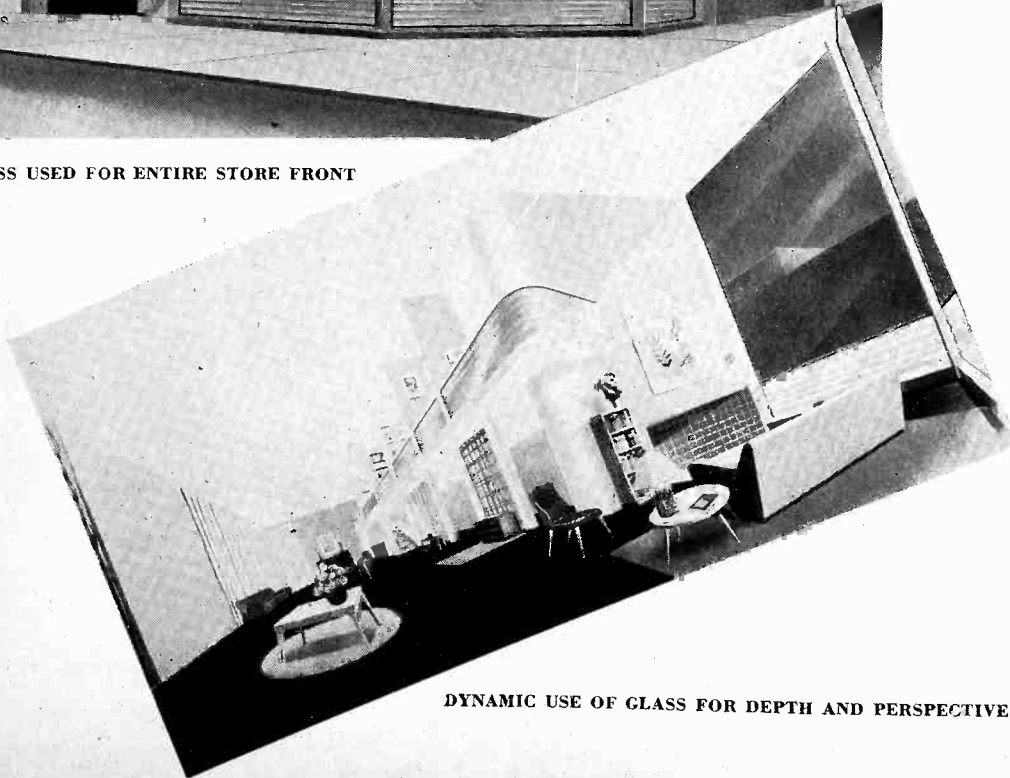 SS USED FOR ENTIRE STORE FRONT
DYNAMIC USE OF GLASS FOR DEPTH AND PERSPECTIVE